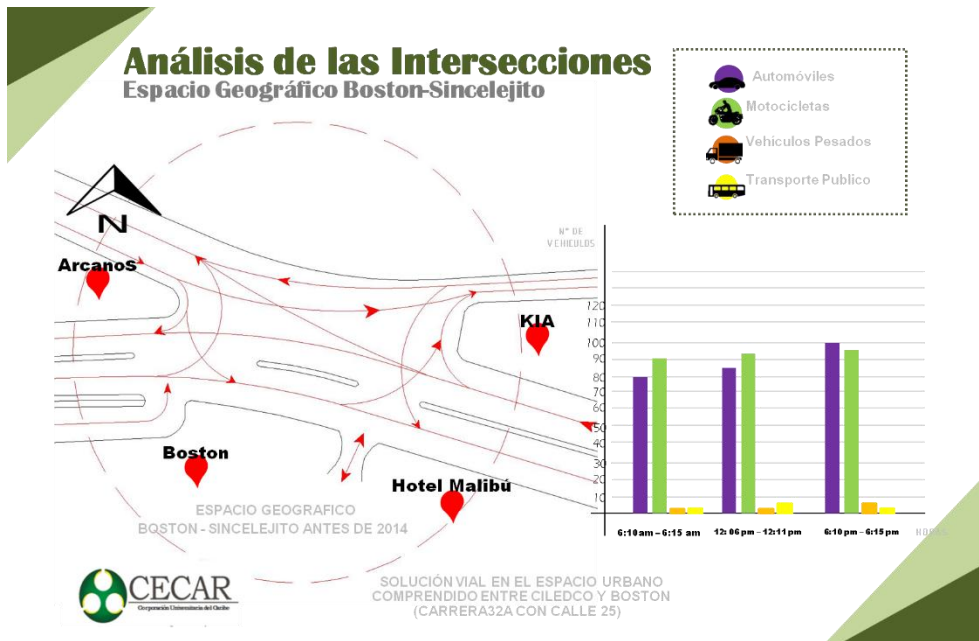 Análisis de las Intersecciones
Espacio Geográfico Boston-Sincelejito
Automóviles
Motocicletas
Vehiculos Pesados
Transporte Publico
N
Arcanos
KIA
Boston
Hotel Malibú
ESPACIO GEOGRAFICO
BOSTON - SINCELEJITO ANTES DE 2014
N° DE
VEHICULOS
120
110
100
90
80
70
60
50
40
30
20
10
6:10 am – 6:15 am
12:06 pm – 12:11 pm
6:10 pm – 6:15 pm
HORAS
CECAR
Corporación Universitaria del Caribe
SOLUCIÓN VIAL EN EL ESPACIO URBANO
COMPRENDIDO ENTRE CILEDCO Y BOSTON
(CARRERA32A CON CALLE 25)